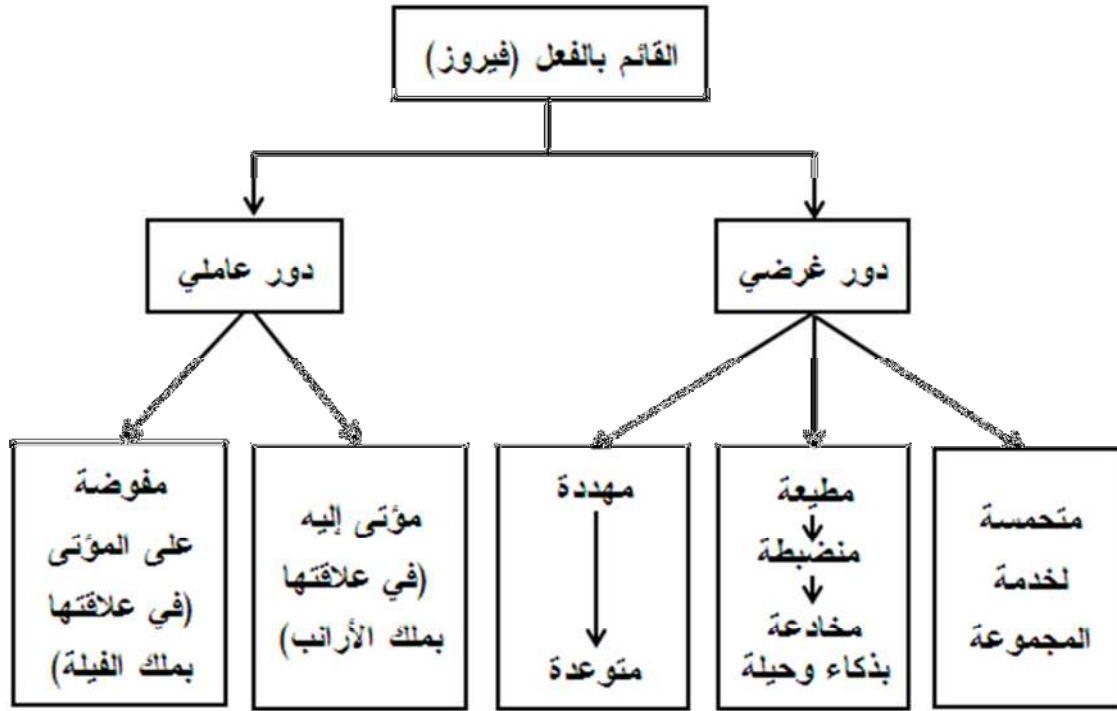 القائم بالفعل (فيروز)
دور غرضي
دور عاملي
متحمسة
لخدمة
المجموعة
مطيعة
منضبطة
مخادعة
بذكاء وحيلة
مهددة
متوعدة
مؤتى إليه
(في علاقتها
بملك الأرانب)
مفوضة
على المؤتى
(في علاقتها
بملك الفيلة)